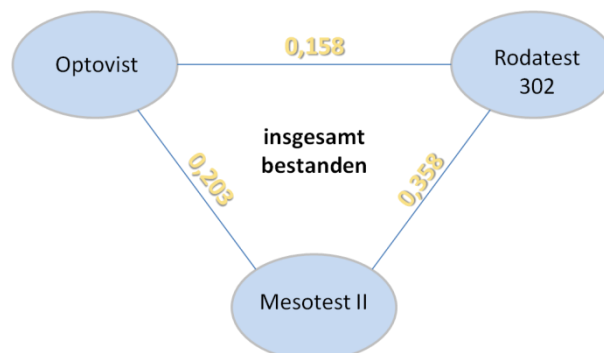 0,158
Optovist
Rodatest
302
insgesamt
bestanden
0,203
0,358
Mesotest II